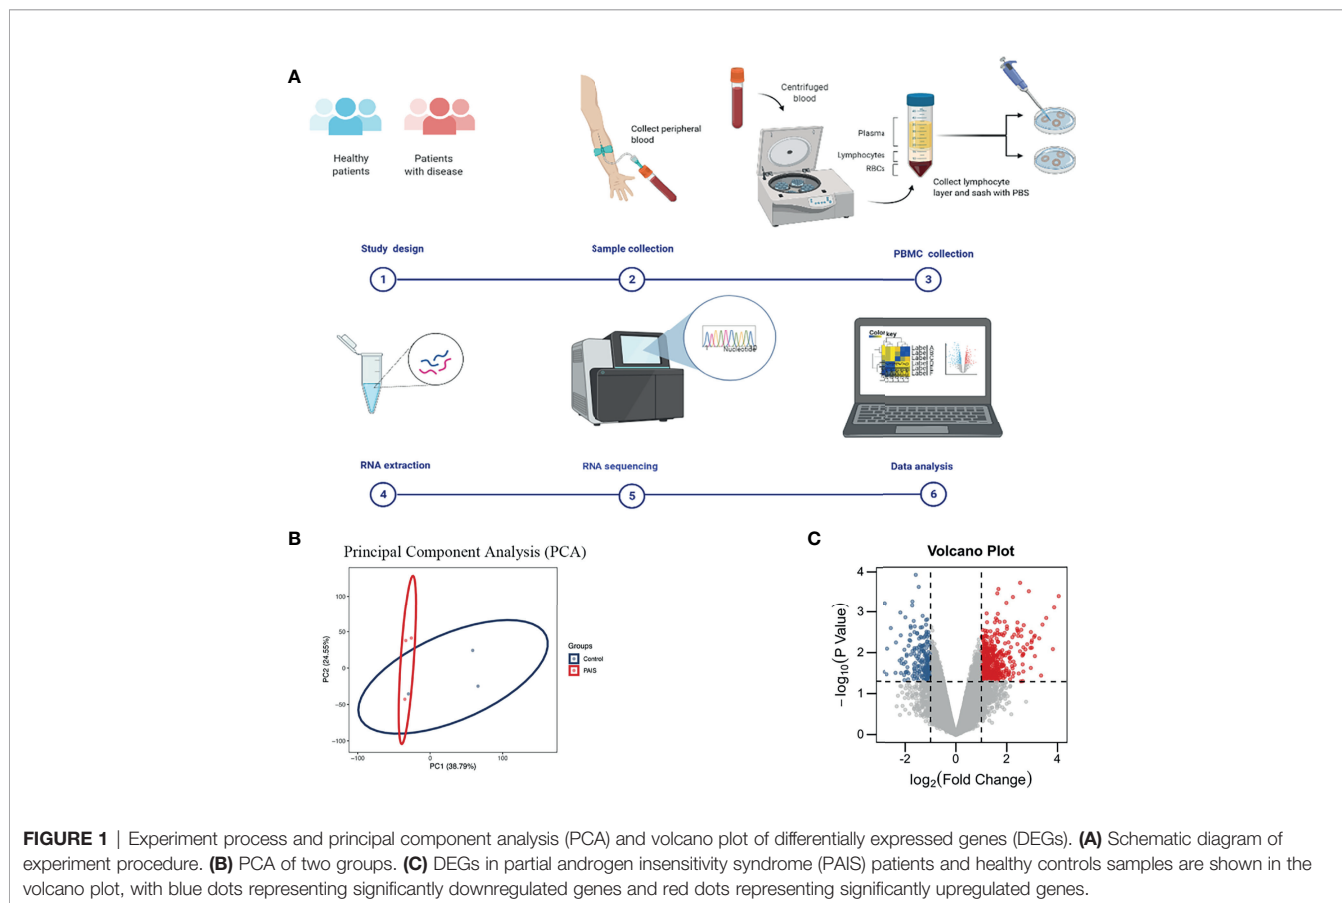 A
Healthy
patients
Patients
with disease
Collect peripheral
blood
Centrifuged
blood
Plasma
Lymphocytes
RBCs
Collect lymphocyte
layer and sash with PBS
Study design
Sample collection
PBMC collection
1
2
3
Nucleotide
Color key
Label
Label
Label
Label
Label
RNA extraction
RNA sequencing
Data analysis
4
5
6
B
Principal Component Analysis (PCA)
PC2 (24.55%)
100
50
0
−50
−100
−100
0
100
PC1 (38.79%)
Groups
Control
PAIS
C
Volcano Plot
−log10(P Value)
4
3
2
1
0
-2
0
2
4
log2(Fold Change)
FIGURE 1 | Experiment process and principal component analysis (PCA) and volcano plot of differentially expressed genes (DEGs). (A) Schematic diagram of
experiment procedure. (B) PCA of two groups. (C) DEGs in partial androgen insensitivity syndrome (PAIS) patients and healthy controls samples are shown in the
volcano plot, with blue dots representing significantly downregulated genes and red dots representing significantly upregulated genes.